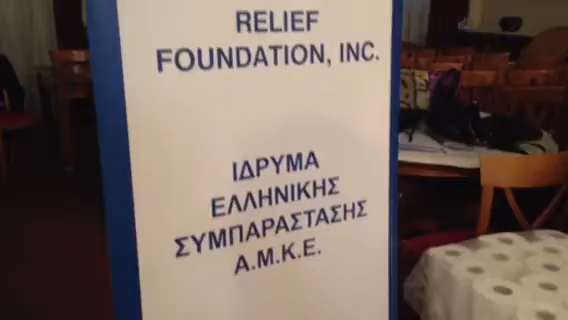 RELIEF
FOUNDATION, INC.
ΙΔΡΥΜΑ
ΕΛΛΗΝΙΚΗΣ
ΣΥΜΠΑΡΑΣΤΑΣΗΣ
Α.Μ.Κ.Ε.